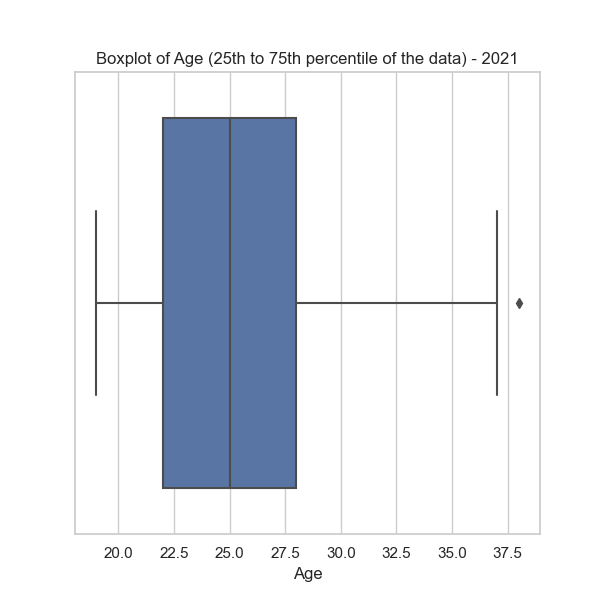 Boxplot of Age (25th to 75th percentile of the data) - 2021
20.0 22.5 25.0 27.5 30.0 32.5 35.0 37.5
Age